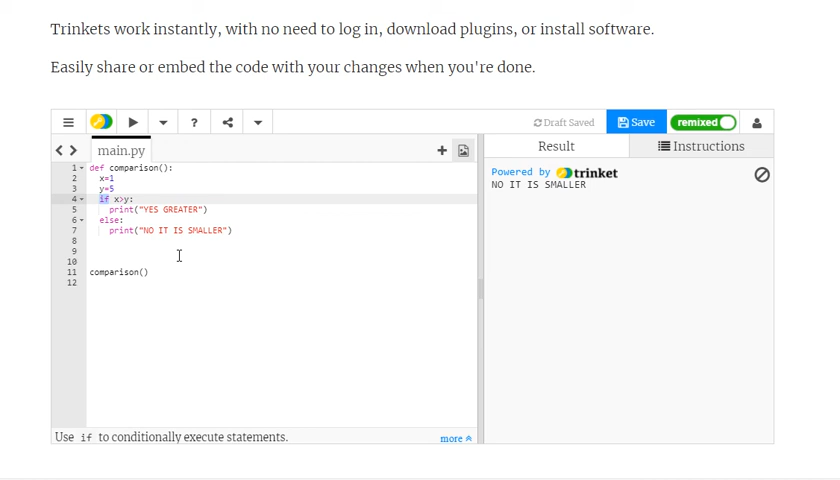 Trinkets work instantly, with no need to log in, download plugins, or install software.
Easily share or embed the code with your changes when you're done.
?
Draft Saved
Save
remixed
main.py
Result
Instructions
1 def comparison():
2 x=1
3 y=5
4 if x>y:
5 print("YES GREATER")
6 else:
7 print("NO IT IS SMALLER")
8
9
10
11 comparison()
12
Powered by trinket
NO IT IS SMALLER
Use if to conditionally execute statements.
more